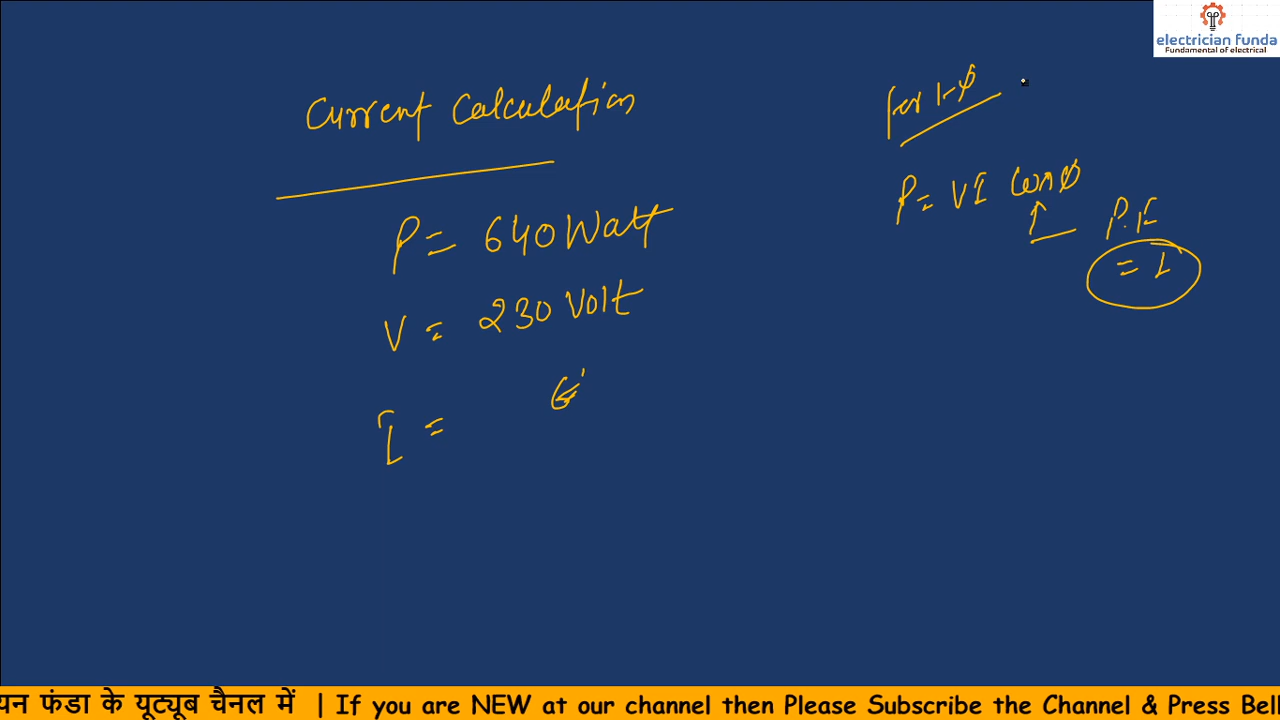 electrician funda
Fundamental of electrical
Current Calculation
P = 640 Watt
V = 230 Volt
I =
for 1-φ
P = VI cosφ
P.F
= 1
यन फंडा के यूट्यूब चैनल में | If you are NEW at our channel then Please Subscribe the Channel & Press Bell